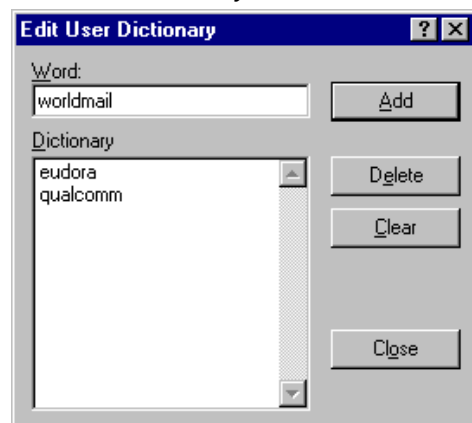 Edit User Dictionary
Word:
worldmail
Add
Dictionary
eudora
qualcomm
Delete
Clear
Close